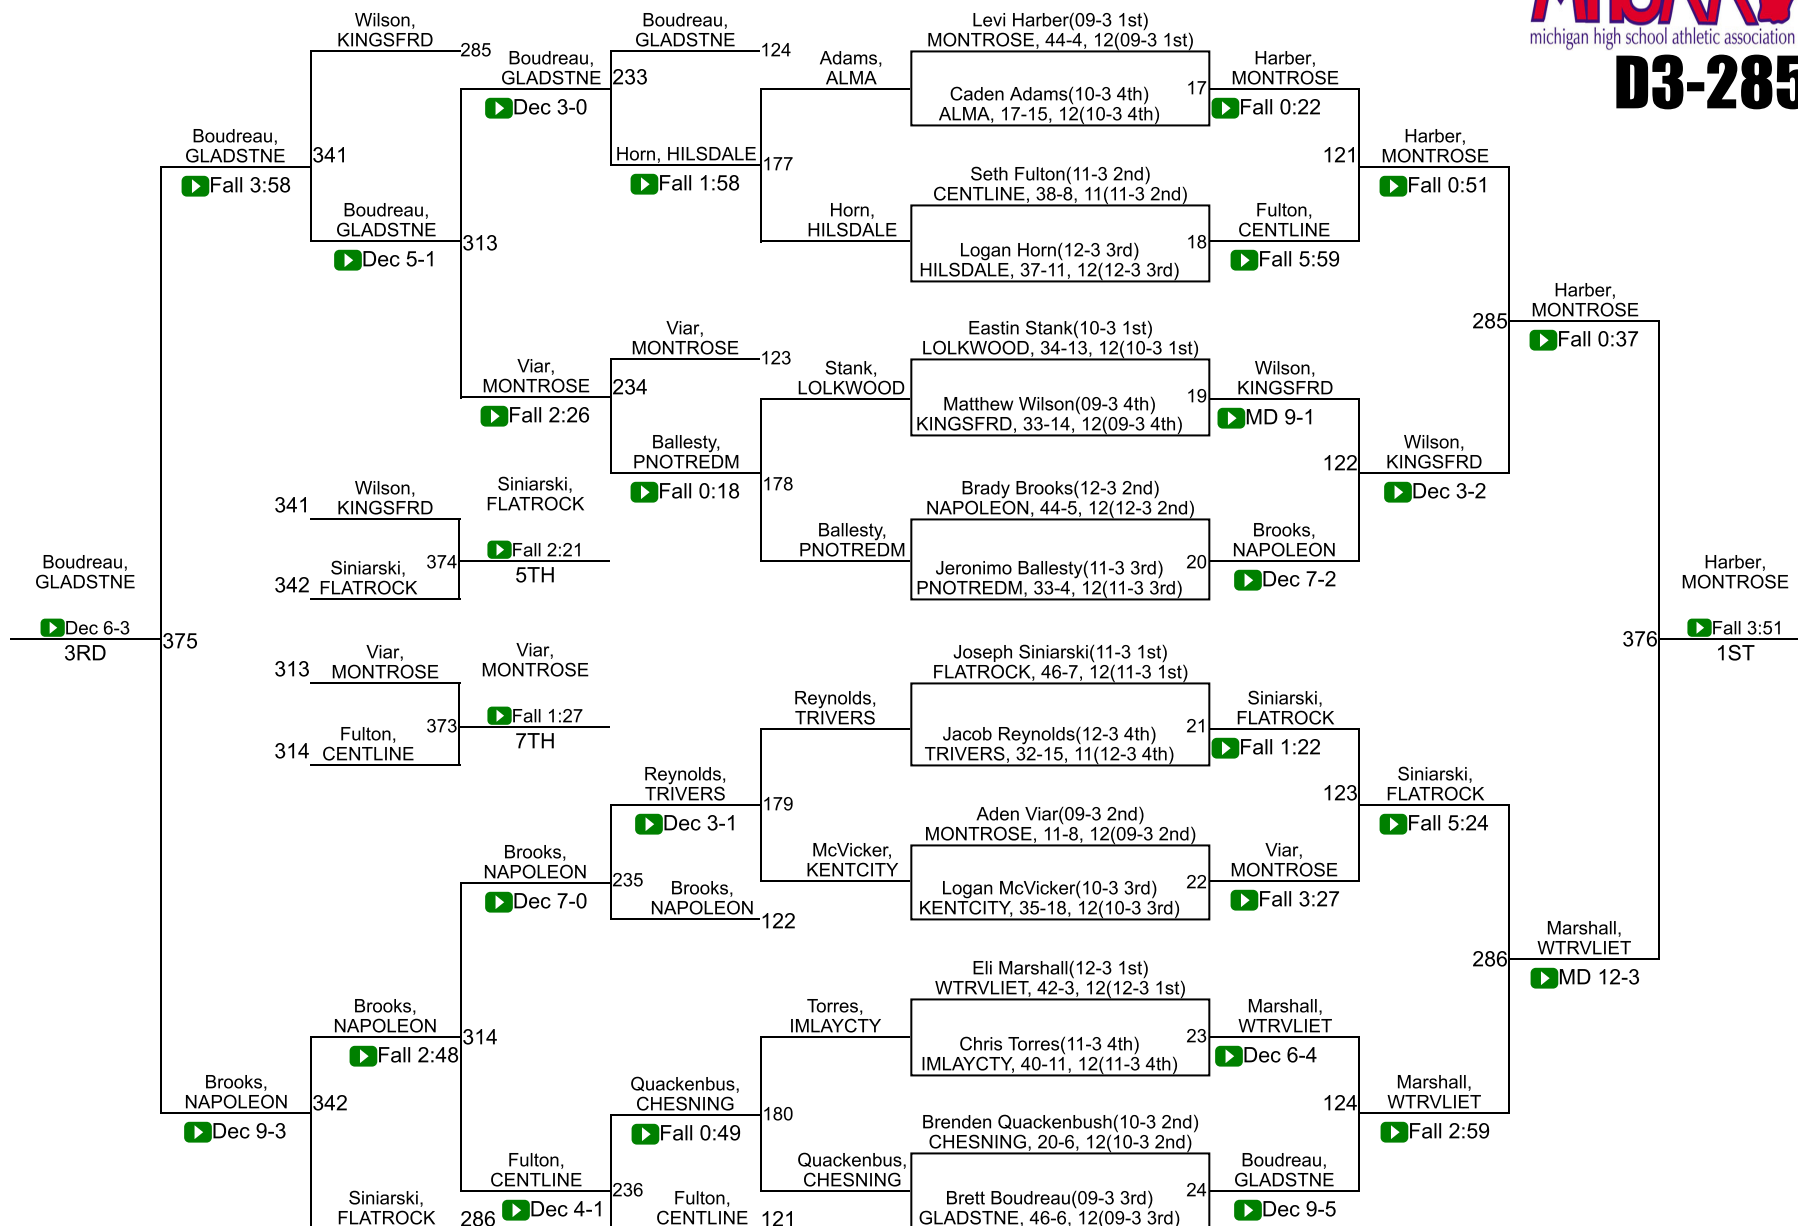 MHSAA
michigan high school athletic association
D3-285
Wilson,
KINGSFRD
285
Boudreau,
GLADSTNE
Fall 3:58
341
Boudreau,
GLADSTNE
Dec 5-1
Boudreau,
GLADSTNE
Dec 3-0
233
313
Boudreau,
GLADSTNE
124
Horn, HILSDALE
Fall 1:58
177
Adams,
ALMA
Horn,
HILSDALE
Viar,
MONTROSE
Fall 2:26
234
Viar,
MONTROSE
123
Ballesty,
PNOTREDM
Fall 0:18
178
Stank,
LOLKWOOD
Ballesty,
PNOTREDM
341
Wilson,
KINGSFRD
342
Siniarski,
FLATROCK
374
Siniarski,
FLATROCK
Fall 2:21
5TH
Boudreau,
GLADSTNE
Dec 6-3
3RD
375
313
Viar,
MONTROSE
314
Fulton,
CENTLINE
373
Viar,
MONTROSE
Fall 1:27
7TH
Reynolds,
TRIVERS
McVicker,
KENTCITY
179
Reynolds,
TRIVERS
Dec 3-1
Brooks,
NAPOLEON
122
235
Brooks,
NAPOLEON
Dec 7-0
Brooks,
NAPOLEON
Fall 2:48
314
Brooks,
NAPOLEON
Dec 9-3
342
Siniarski,
FLATROCK
286
Torres,
IMLAYCTY
Quackenbus,
CHESNING
180
Quackenbus,
CHESNING
Fall 0:49
Fulton,
CENTLINE
121
236
Fulton,
CENTLINE
Dec 4-1
Levi Harber(09-3 1st)
MONTROSE, 44-4, 12(09-3 1st)
Caden Adams(10-3 4th)
ALMA, 17-15, 12(10-3 4th)
17
Seth Fulton(11-3 2nd)
CENTLINE, 38-8, 11(11-3 2nd)
Logan Horn(12-3 3rd)
HILSDALE, 37-11, 12(12-3 3rd)
18
Eastin Stank(10-3 1st)
LOLKWOOD, 34-13, 12(10-3 1st)
Matthew Wilson(09-3 4th)
KINGSFRD, 33-14, 12(09-3 4th)
19
Brady Brooks(12-3 2nd)
NAPOLEON, 44-5, 12(12-3 2nd)
Jeronimo Ballesty(11-3 3rd)
PNOTREDM, 33-4, 12(11-3 3rd)
20
Joseph Siniarski(11-3 1st)
FLATROCK, 46-7, 12(11-3 1st)
Jacob Reynolds(12-3 4th)
TRIVERS, 32-15, 11(12-3 4th)
21
Aden Viar(09-3 2nd)
MONTROSE, 11-8, 12(09-3 2nd)
Logan McVicker(10-3 3rd)
KENTCITY, 35-18, 12(10-3 3rd)
22
Eli Marshall(12-3 1st)
WTRVLIET, 42-3, 12(12-3 1st)
Chris Torres(11-3 4th)
IMLAYCTY, 40-11, 12(11-3 4th)
23
Brenden Quackenbush(10-3 2nd)
CHESNING, 20-6, 12(10-3 2nd)
Brett Boudreau(09-3 3rd)
GLADSTNE, 46-6, 12(09-3 3rd)
24
Harber,
MONTROSE
Fall 0:22
Fulton,
CENTLINE
Fall 5:59
121
Harber,
MONTROSE
Fall 0:51
Wilson,
KINGSFRD
MD 9-1
Brooks,
NAPOLEON
Dec 7-2
122
Wilson,
KINGSFRD
Dec 3-2
285
Harber,
MONTROSE
Fall 0:37
Siniarski,
FLATROCK
Fall 1:22
Viar,
MONTROSE
Fall 3:27
123
Siniarski,
FLATROCK
Fall 5:24
Marshall,
WTRVLIET
Dec 6-4
Boudreau,
GLADSTNE
Dec 9-5
124
Marshall,
WTRVLIET
Fall 2:59
286
Marshall,
WTRVLIET
MD 12-3
376
Harber,
MONTROSE
Fall 3:51
1ST